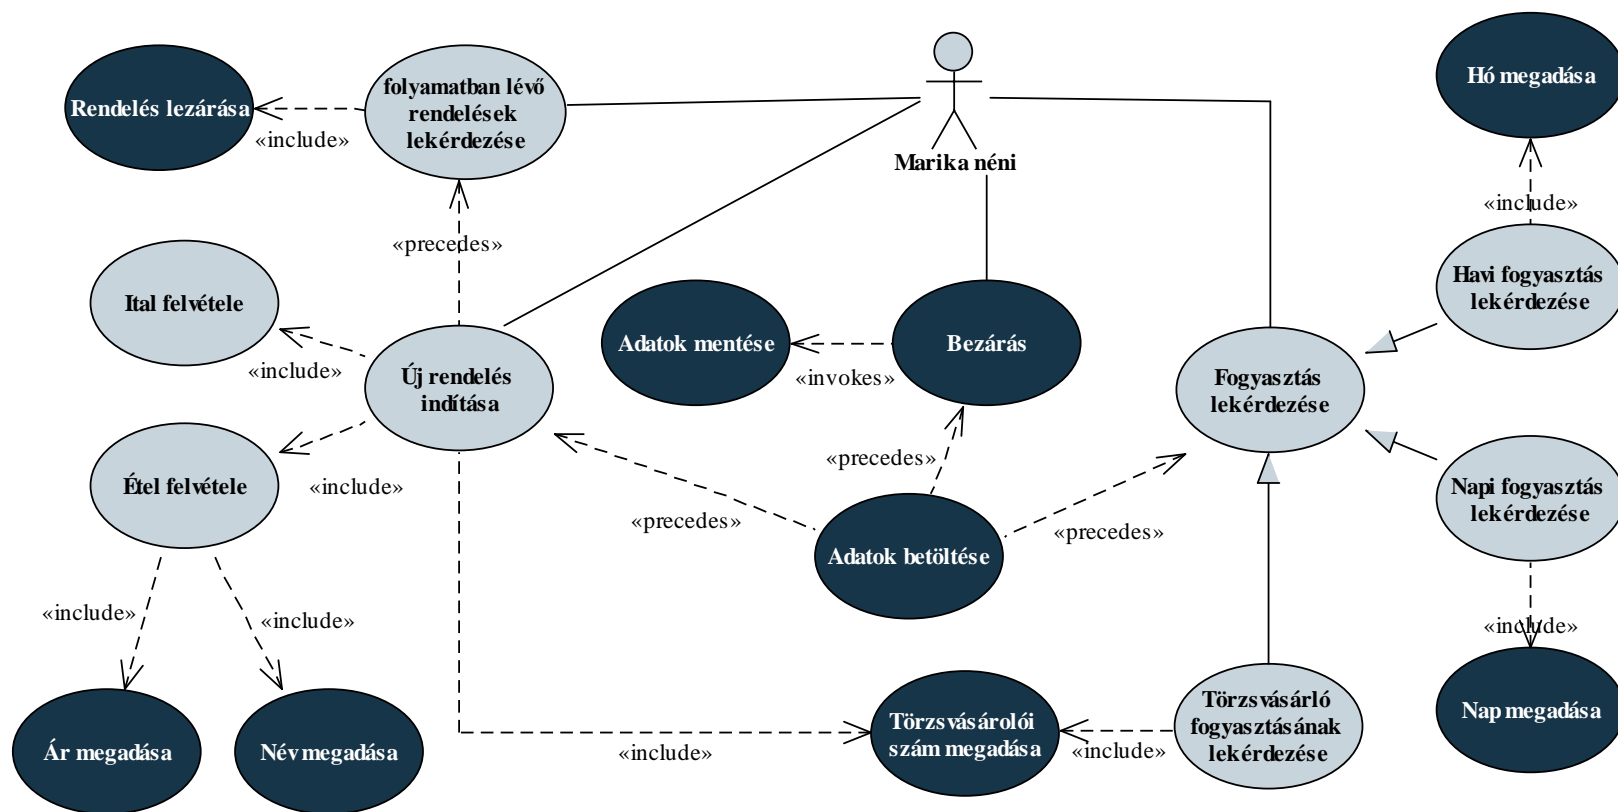 Hó megadása
Rendelés lezárása
folyamatban lévő
rendelések
lekérdezése
«include»
Marika néni
«include»
«precedes»
Ital felvétele
Havi fogyasztás
lekérdezése
Adatok mentése
Bezárás
«include»
Új rendelés
indítása
«invokes»
Fogyasztás
lekérdezése
Étel felvétele
«include»
«precedes»
Napi fogyasztás
lekérdezése
«precedes»
«precedes»
Adatok betöltése
«include»
«include»
«include»
Törzsvásárló
fogyasztásának
lekérdezése
Törzsvásárolói
szám megadása
Nap megadása
Ár megadása
Név megadása
«include»
«include»